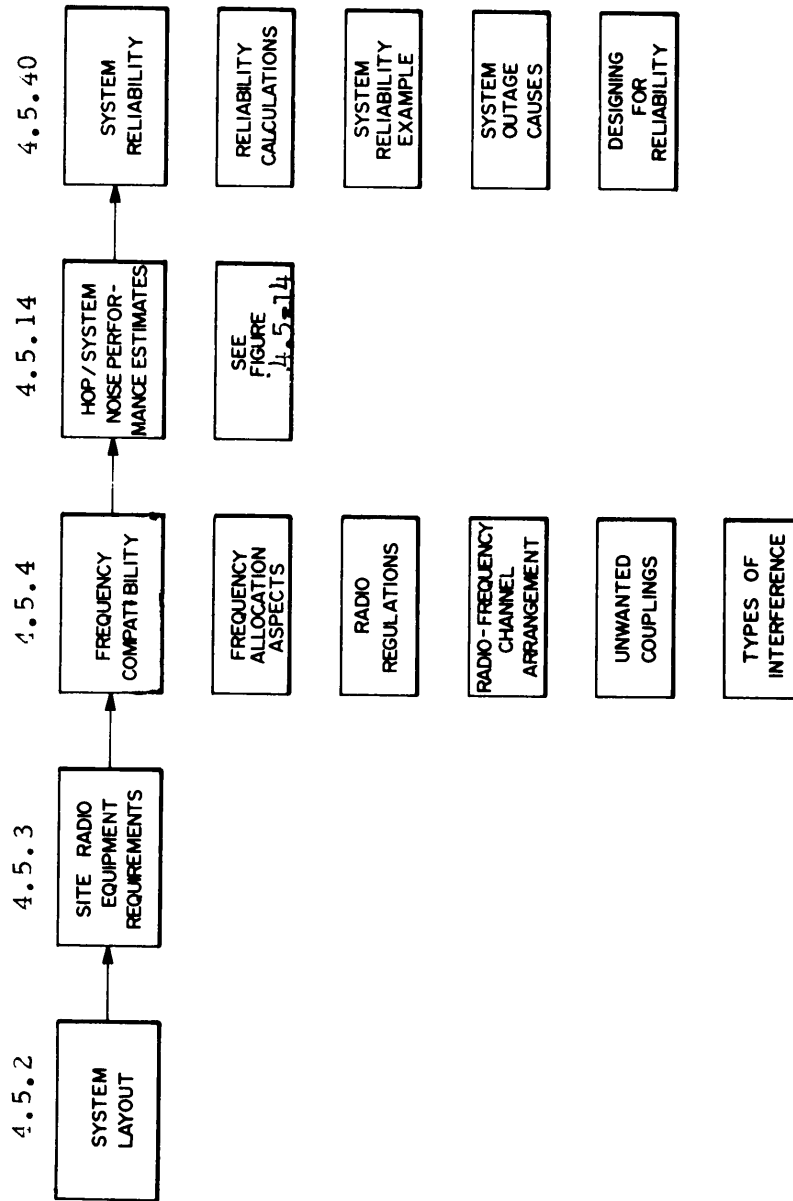 4.5.2
SYSTEM
LAYOUT
4.5.3
SITE RADIO
EQUIPMENT
REQUIREMENTS
4.5.4
FREQUENCY
COMPATIBILITY
FREQUENCY
ALLOCATION
ASPECTS
RADIO
REGULATIONS
RADIO-FREQUENCY
CHANNEL
ARRANGEMENT
UNWANTED
COUPLINGS
TYPES OF
INTERFERENCE
4.5.14
HOP/SYSTEM
NOISE PERFOR-
MANCE ESTIMATES
SEE
FIGURE
4.5-14
4.5.40
SYSTEM
RELIABILITY
RELIABILITY
CALCULATIONS
SYSTEM
RELIABILITY
EXAMPLE
SYSTEM
OUTAGE
CAUSES
DESIGNING
FOR
RELIABILITY